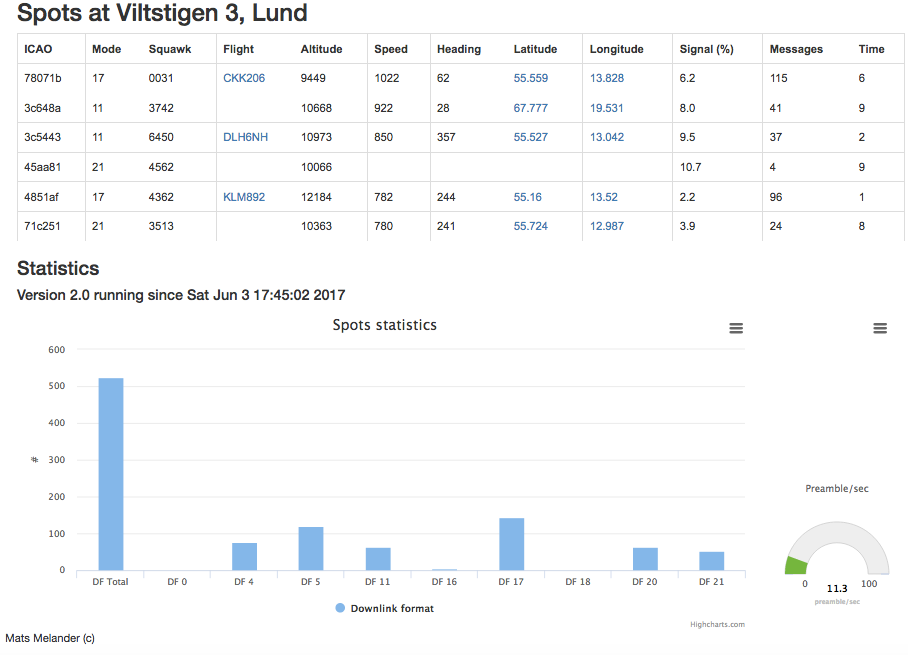 Spots at Viltstigen 3, Lund
ICAO Mode Squawk Flight Altitude Speed Heading Latitude Longitude Signal (%) Messages Time
78071b 17 0031 CKK206 9449 1022 62 55.559 13.828 6.2 115 6
3c648a 11 3742 10668 922 28 67.777 19.531 8.0 41 9
3c5443 11 6450 DLH6NH 10973 850 357 55.527 13.042 9.5 37 2
45aa81 21 4562 10066 10.7 4 9
4851af 17 4362 KLM892 12184 782 244 55.16 13.52 2.2 96 1
71c251 21 3513 10363 780 241 55.724 12.987 3.9 24 8
Statistics
Version 2.0 running since Sat Jun 3 17:45:02 2017
Spots statistics
600
500
400
300
200
100
0
#
DF Total DF 0 DF 4 DF 5 DF 11 DF 16 DF 17 DF 18 DF 20 DF 21
Downlink format
Preamble/sec
0 11.3 100
preamble/sec
Highcharts.com
Mats Melander (c)